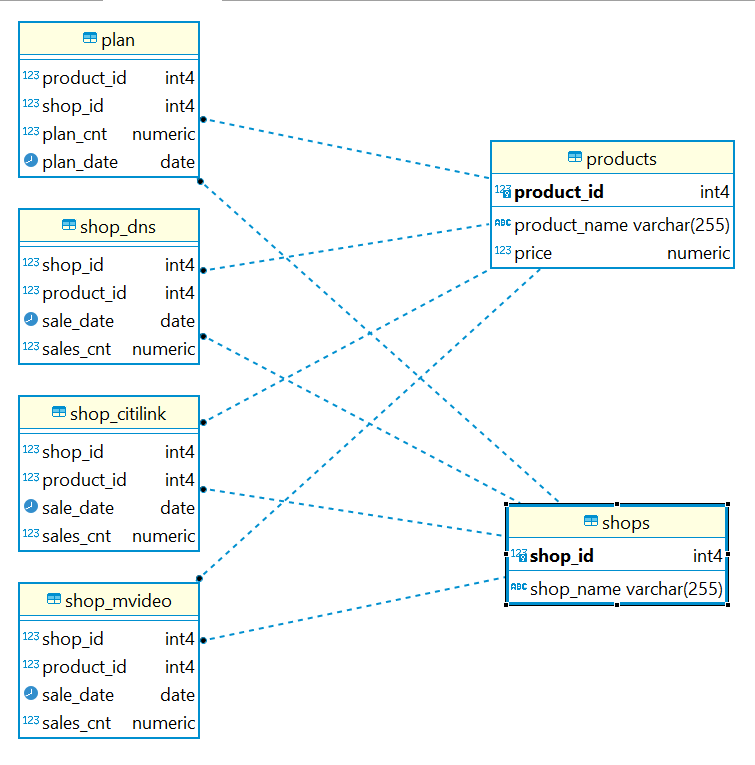 plan
123 product_id int4
123 shop_id int4
123 plan_cnt numeric
plan_date date
shop_dns
123 shop_id int4
123 product_id int4
sale_date date
123 sales_cnt numeric
shop_citilink
123 shop_id int4
123 product_id int4
sale_date date
123 sales_cnt numeric
shop_mvideo
123 shop_id int4
123 product_id int4
sale_date date
123 sales_cnt numeric
products
123 product_id int4
ABC product_name varchar(255)
123 price numeric
shops
123 shop_id int4
ABC shop_name varchar(255)